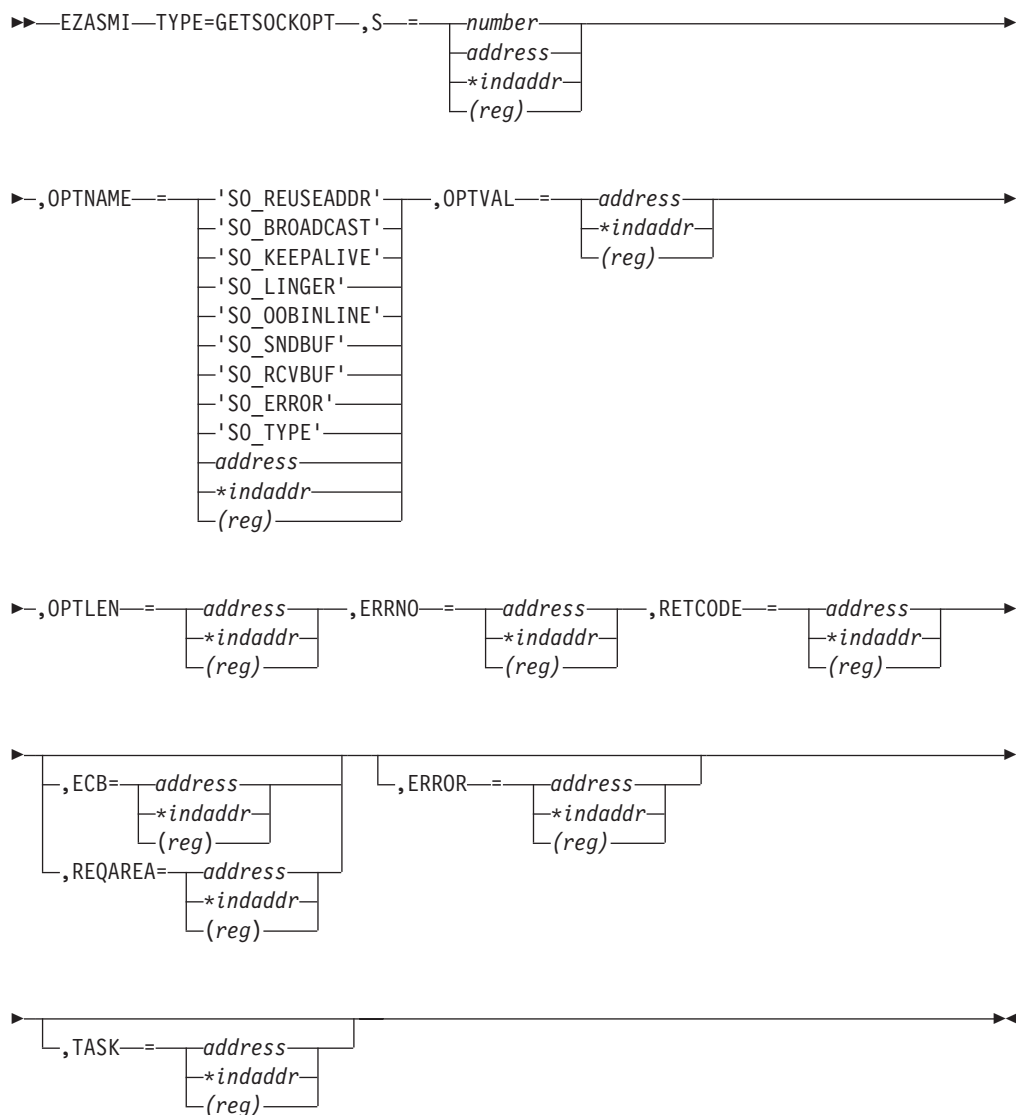 EZASMI TYPE=GETSOCKOPT ,S = number
address
*indaddr
(reg)
,OPTNAME = 'SO_REUSEADDR' ,OPTVAL = address
'SO_BROADCAST' *indaddr
'SO_KEEPALIVE' (reg)
'SO_LINGER'
'SO_OOBINLINE'
'SO_SNDBUF'
'SO_RCVBUF'
'SO_ERROR'
'SO_TYPE'
address
*indaddr
(reg)
,OPTLEN = address ,ERRNO = address ,RETCODE = address
*indaddr *indaddr *indaddr
(reg) (reg) (reg)
,ECB= address ,ERROR = address
*indaddr *indaddr
(reg) (reg)
,REQAREA= address
*indaddr
(reg)
,TASK = address
*indaddr
(reg)